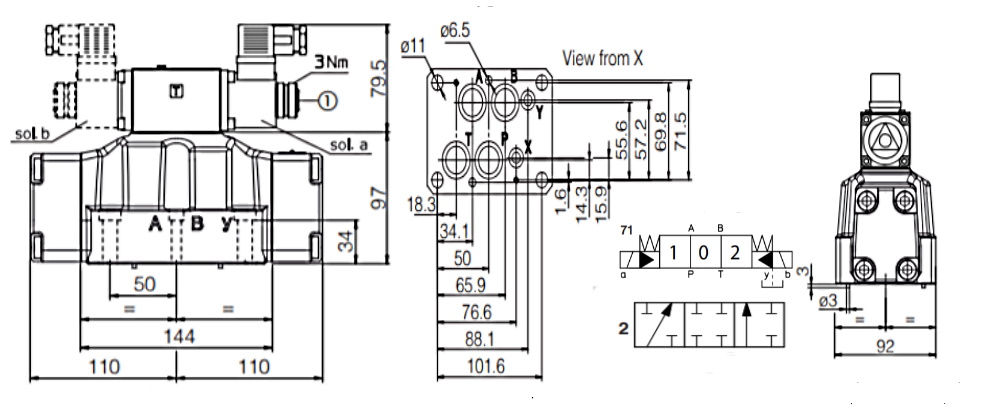 3Nm
T
1
sol.b
sol. a
A B y
79.5
97
34
50
= =
144
110 110
ø6.5
ø11
View from X
A B
Y
T P
X
55.6
57.2
69.8
71.5
1.6
14.3
15.9
18.3
34.1
50
65.9
76.6
88.1
101.6
71
A B
1 0 2
a P T y b
2
3
ø3
= =
92